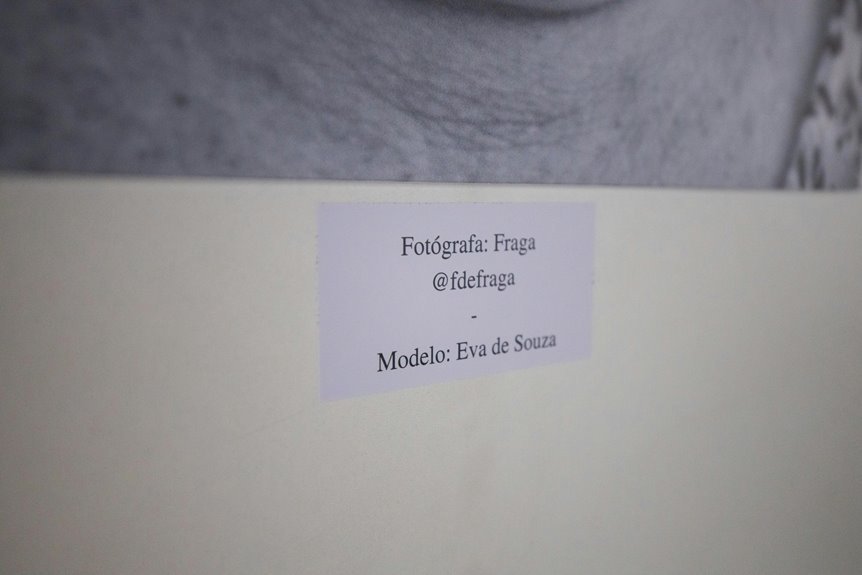 Fotógrafa: Fraga
@fdefraga
-
Modelo: Eva de Souza